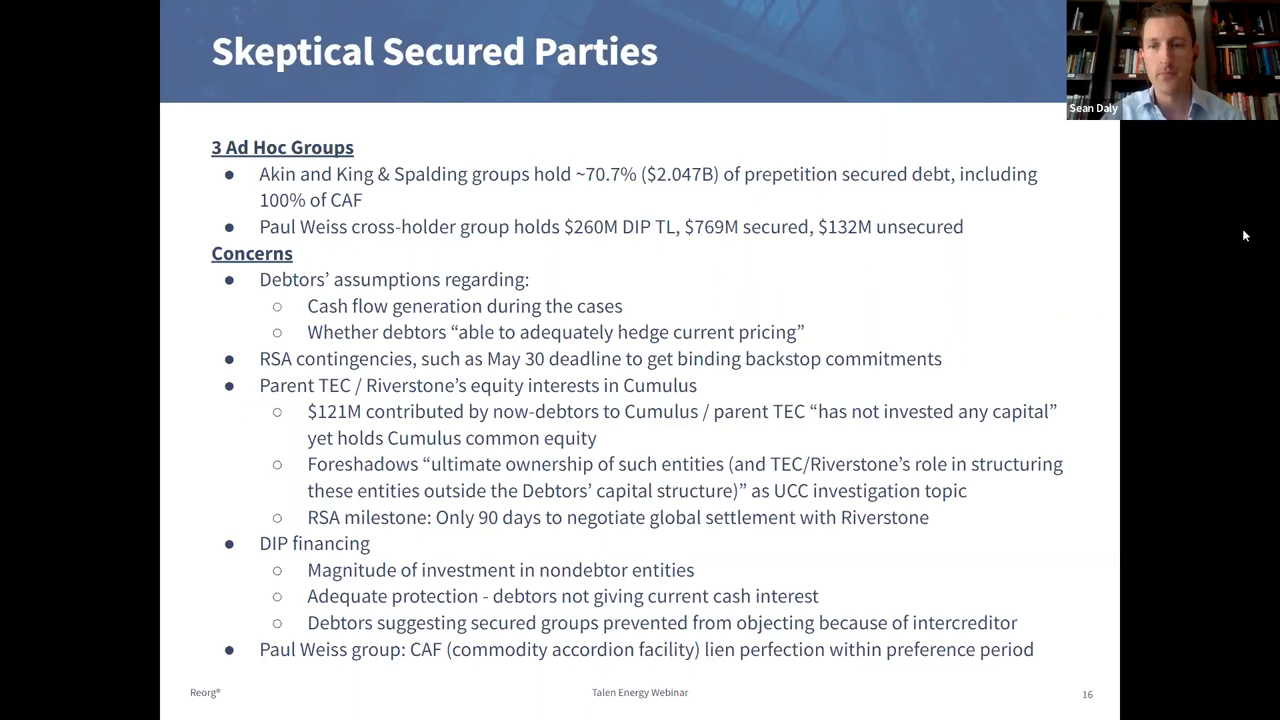 Skeptical Secured Parties
Sean Daly
3 Ad Hoc Groups
● Akin and King & Spalding groups hold ~70.7% ($2.047B) of prepetition secured debt, including
100% of CAF
● Paul Weiss cross-holder group holds $260M DIP TL, $769M secured, $132M unsecured
Concerns
● Debtors’ assumptions regarding:
○ Cash flow generation during the cases
○ Whether debtors “able to adequately hedge current pricing”
● RSA contingencies, such as May 30 deadline to get binding backstop commitments
● Parent TEC / Riverstone’s equity interests in Cumulus
○ $121M contributed by now-debtors to Cumulus / parent TEC “has not invested any capital”
yet holds Cumulus common equity
○ Foreshadows “ultimate ownership of such entities (and TEC/Riverstone’s role in structuring
these entities outside the Debtors’ capital structure)” as UCC investigation topic
○ RSA milestone: Only 90 days to negotiate global settlement with Riverstone
● DIP financing
○ Magnitude of investment in nondebtor entities
○ Adequate protection - debtors not giving current cash interest
○ Debtors suggesting secured groups prevented from objecting because of intercreditor
● Paul Weiss group: CAF (commodity accordion facility) lien perfection within preference period
Reorg®
Talen Energy Webinar
16